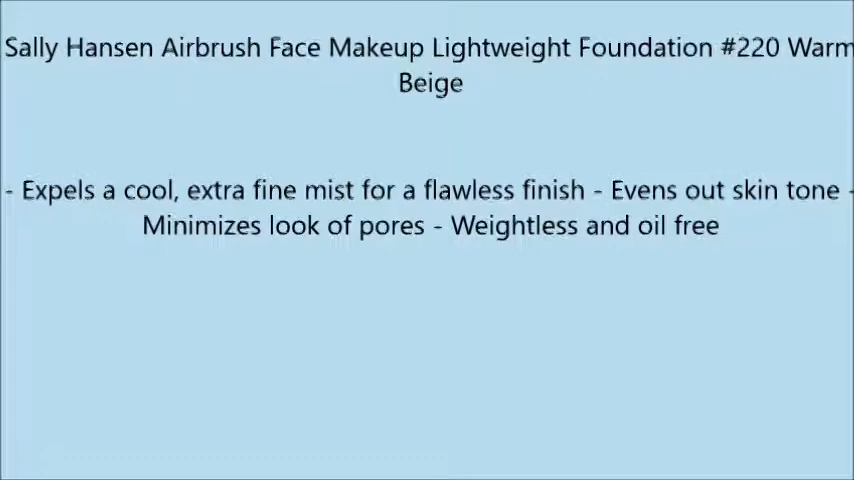 Sally Hansen Airbrush Face Makeup Lightweight Foundation #220 Warm
Beige
- Expels a cool, extra fine mist for a flawless finish - Evens out skin tone -
Minimizes look of pores - Weightless and oil free